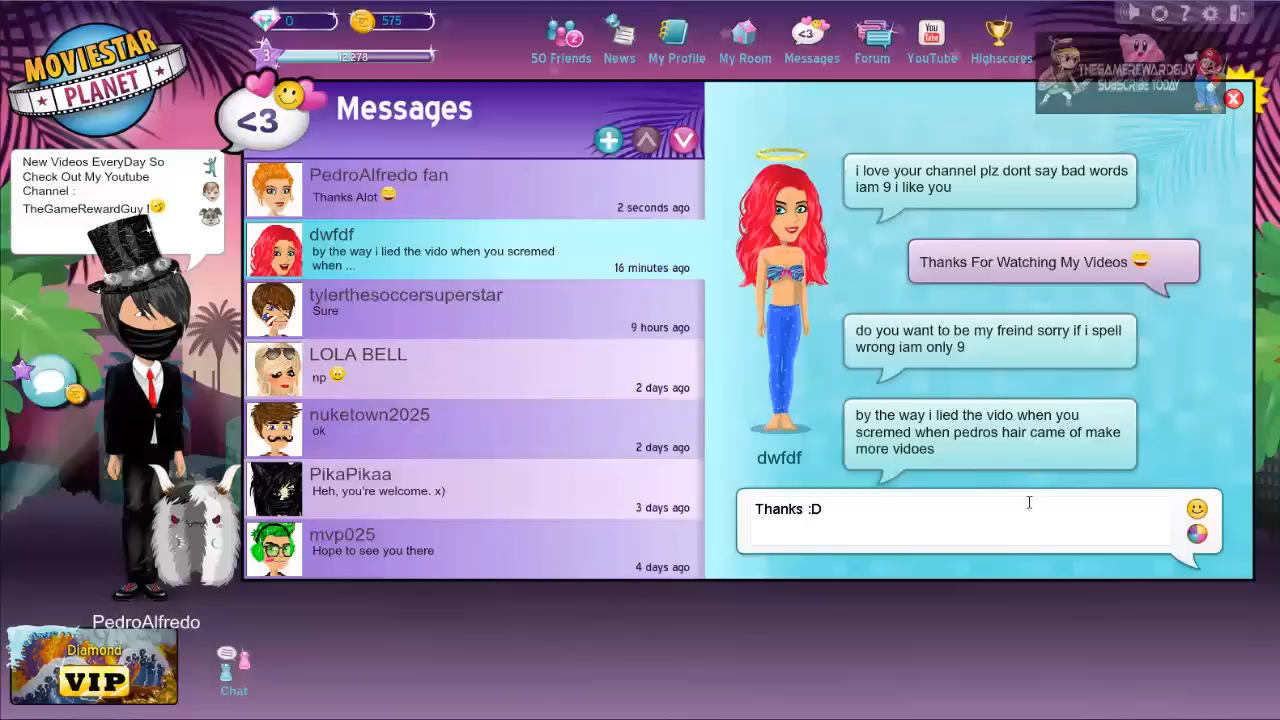 MOVIESTAR
PLANET
0
575
3
12.278
50 Friends
2
News
My Profile
My Room
<3
Messages
Forum
You
Tube
YouTube
Highscores
THEGAMEREWARDGUY
SUBSCRIBE TODAY
<3
Messages
New Videos EveryDay So
Check Out My Youtube
Channel :
TheGameRewardGuy !
PedroAlfredo fan
Thanks Alot
2 seconds ago
dwfdf
by the way i lied the vido when you scremed
when ...
16 minutes ago
tylerthesoccersuperstar
Sure
9 hours ago
LOLA BELL
np
2 days ago
nuketown2025
ok
2 days ago
PikaPikaa
Heh, you're welcome. x)
3 days ago
mvp025
Hope to see you there
4 days ago
i love your channel plz dont say bad words
iam 9 i like you
Thanks For Watching My Videos
do you want to be my freind sorry if i spell
wrong iam only 9
by the way i lied the vido when you
scremed when pedros hair came of make
more vidoes
dwfdf
Thanks :D
PedroAlfredo
Diamond
VIP
Chat